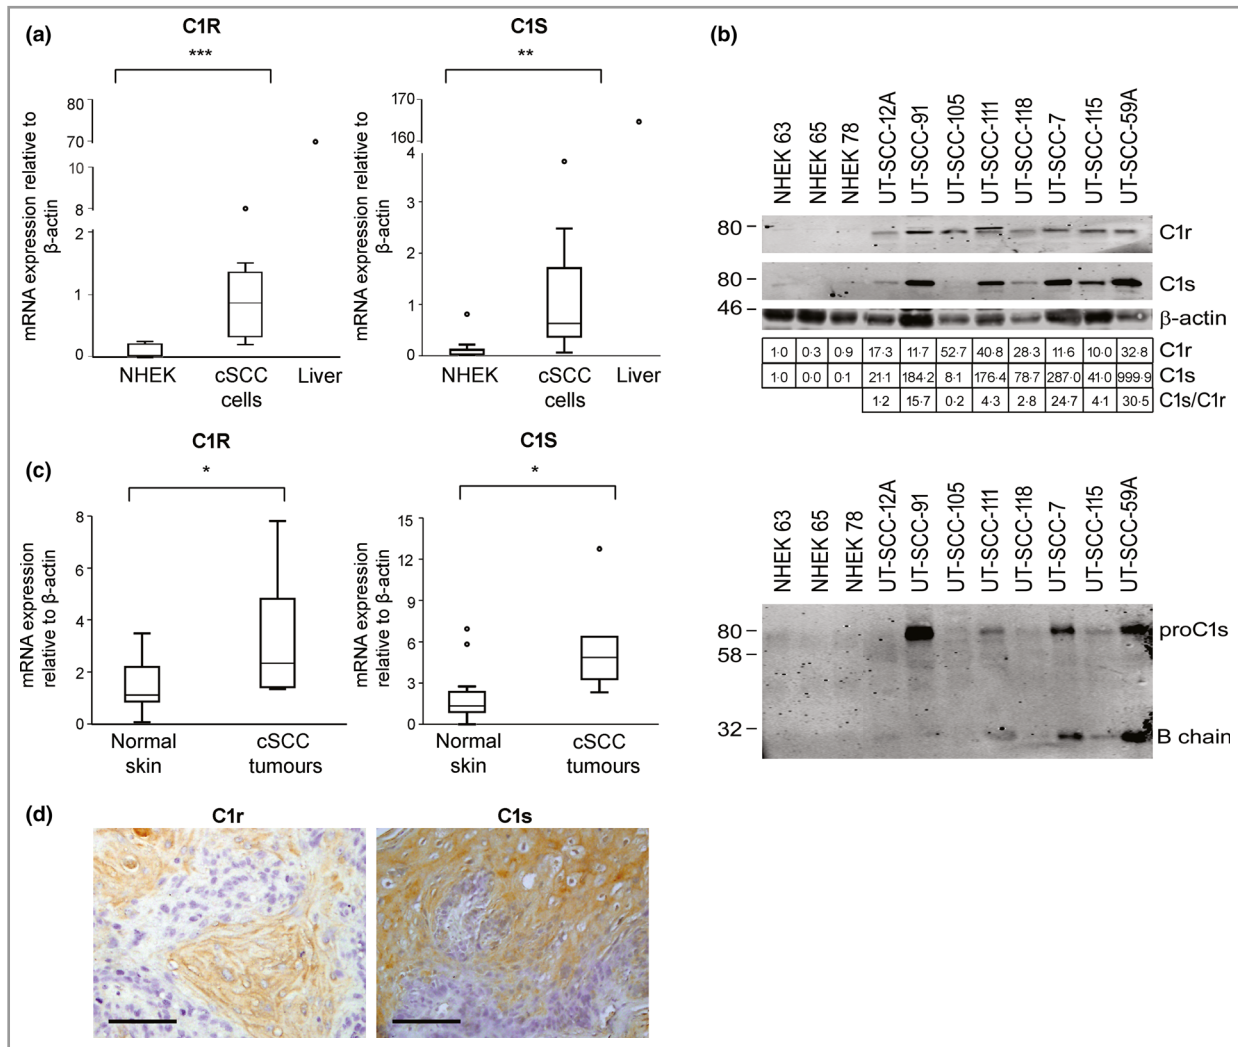 (a)
C1R
***
mRNA expression relative to
β-actin
80
70
10
8
2
1
0
NHEK
cSCC
cells
Liver
C1S
**
mRNA expression relative to
β-actin
170
160
4
3
2
1
0
NHEK
cSCC
cells
Liver
(b)
NHEK 63
NHEK 65
NHEK 78
UT-SCC-12A
UT-SCC-91
UT-SCC-105
UT-SCC-111
UT-SCC-118
UT-SCC-7
UT-SCC-115
UT-SCC-59A
80 C1r
80 C1s
46 β-actin
1·0 0·3 0·9 17·3 11·7 52·7 40·8 28·3 11·6 10·0 32·8 C1r
1·0 0·0 0·1 21·1 184·2 8·1 176·4 78·7 287·0 41·0 999·9 C1s
1·2 15·7 0·2 4·3 2·8 24·7 4·1 30·5 C1s/C1r
NHEK 63
NHEK 65
NHEK 78
UT-SCC-12A
UT-SCC-91
UT-SCC-105
UT-SCC-111
UT-SCC-118
UT-SCC-7
UT-SCC-115
UT-SCC-59A
80 proC1s
58
32 B chain
(c)
C1R
*
mRNA expression
relative to β-actin
8
6
4
2
0
Normal
skin
cSCC
tumours
C1S
*
mRNA expression
relative to β-actin
15
12
9
6
3
0
Normal
skin
cSCC
tumours
(d)
C1r
C1s